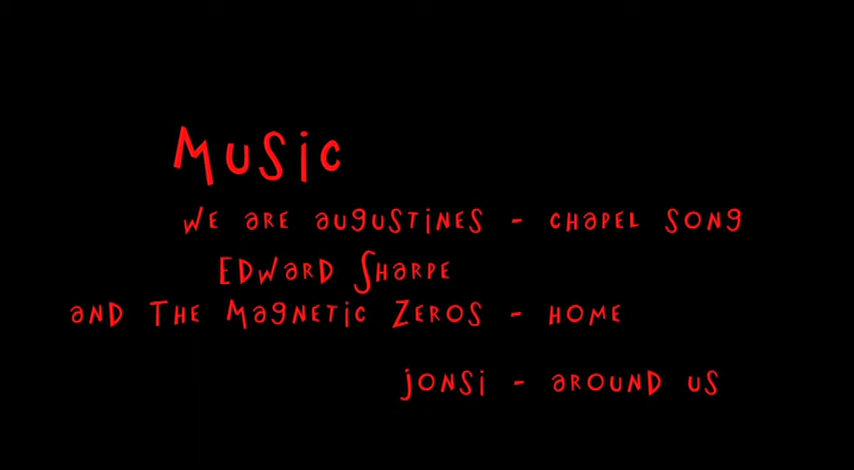 Music
We are augustines - chapel song
Edward Sharpe
and The Magnetic Zeros - home
jonsi - around us